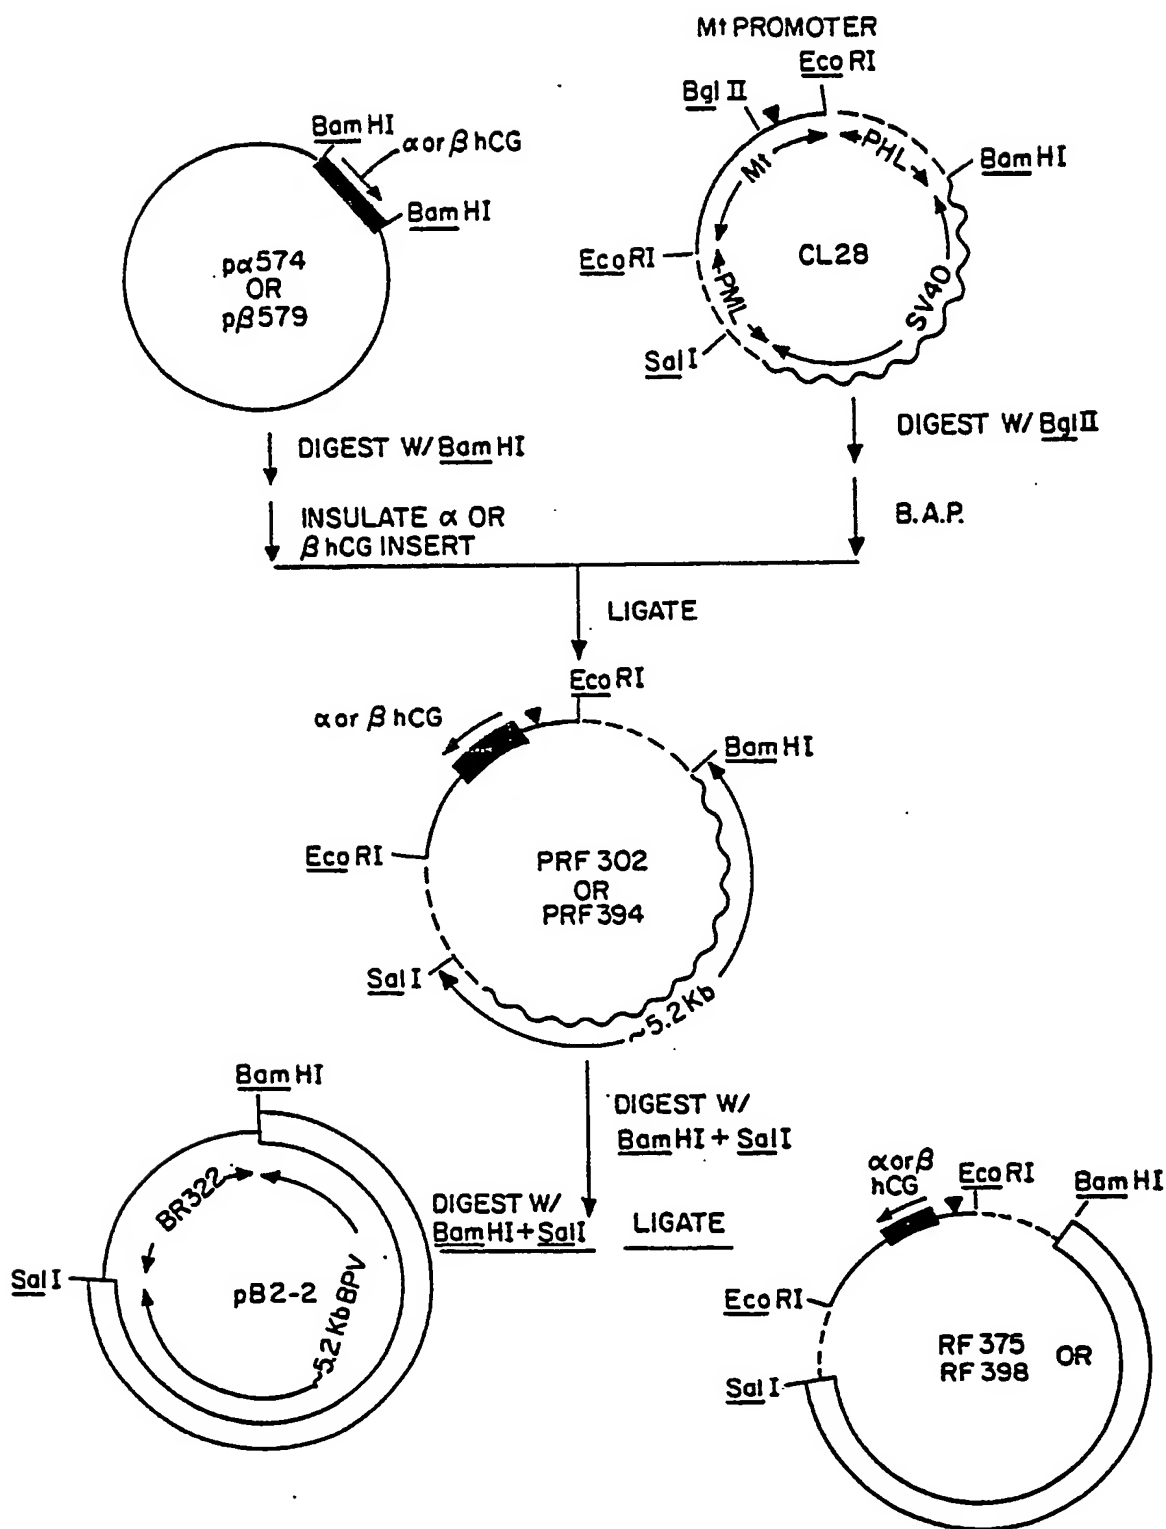 Mt PROMOTER
Eco RI
Bgl II
Mt
PHL
Bam HI
CL28
SV40
Eco RI
PML
Sal I
Bam HI
α or β hCG
Bam HI
pα574
OR
pβ579
DIGEST W/ Bam HI
INSULATE α OR
β hCG INSERT
DIGEST W/ Bgl II
B.A.P.
LIGATE
Eco RI
α or β hCG
Bam HI
Eco RI
PRF 302
OR
PRF 394
Sal I
~5.2 Kb
DIGEST W/
Bam HI + Sal I
Bam HI
BR322
Sal I
pB2-2
~5.2 Kb BPV
DIGEST W/
Bam HI + Sal I
LIGATE
α or β
hCG
Eco RI
Bam HI
Eco RI
RF 375
OR
RF 398
Sal I